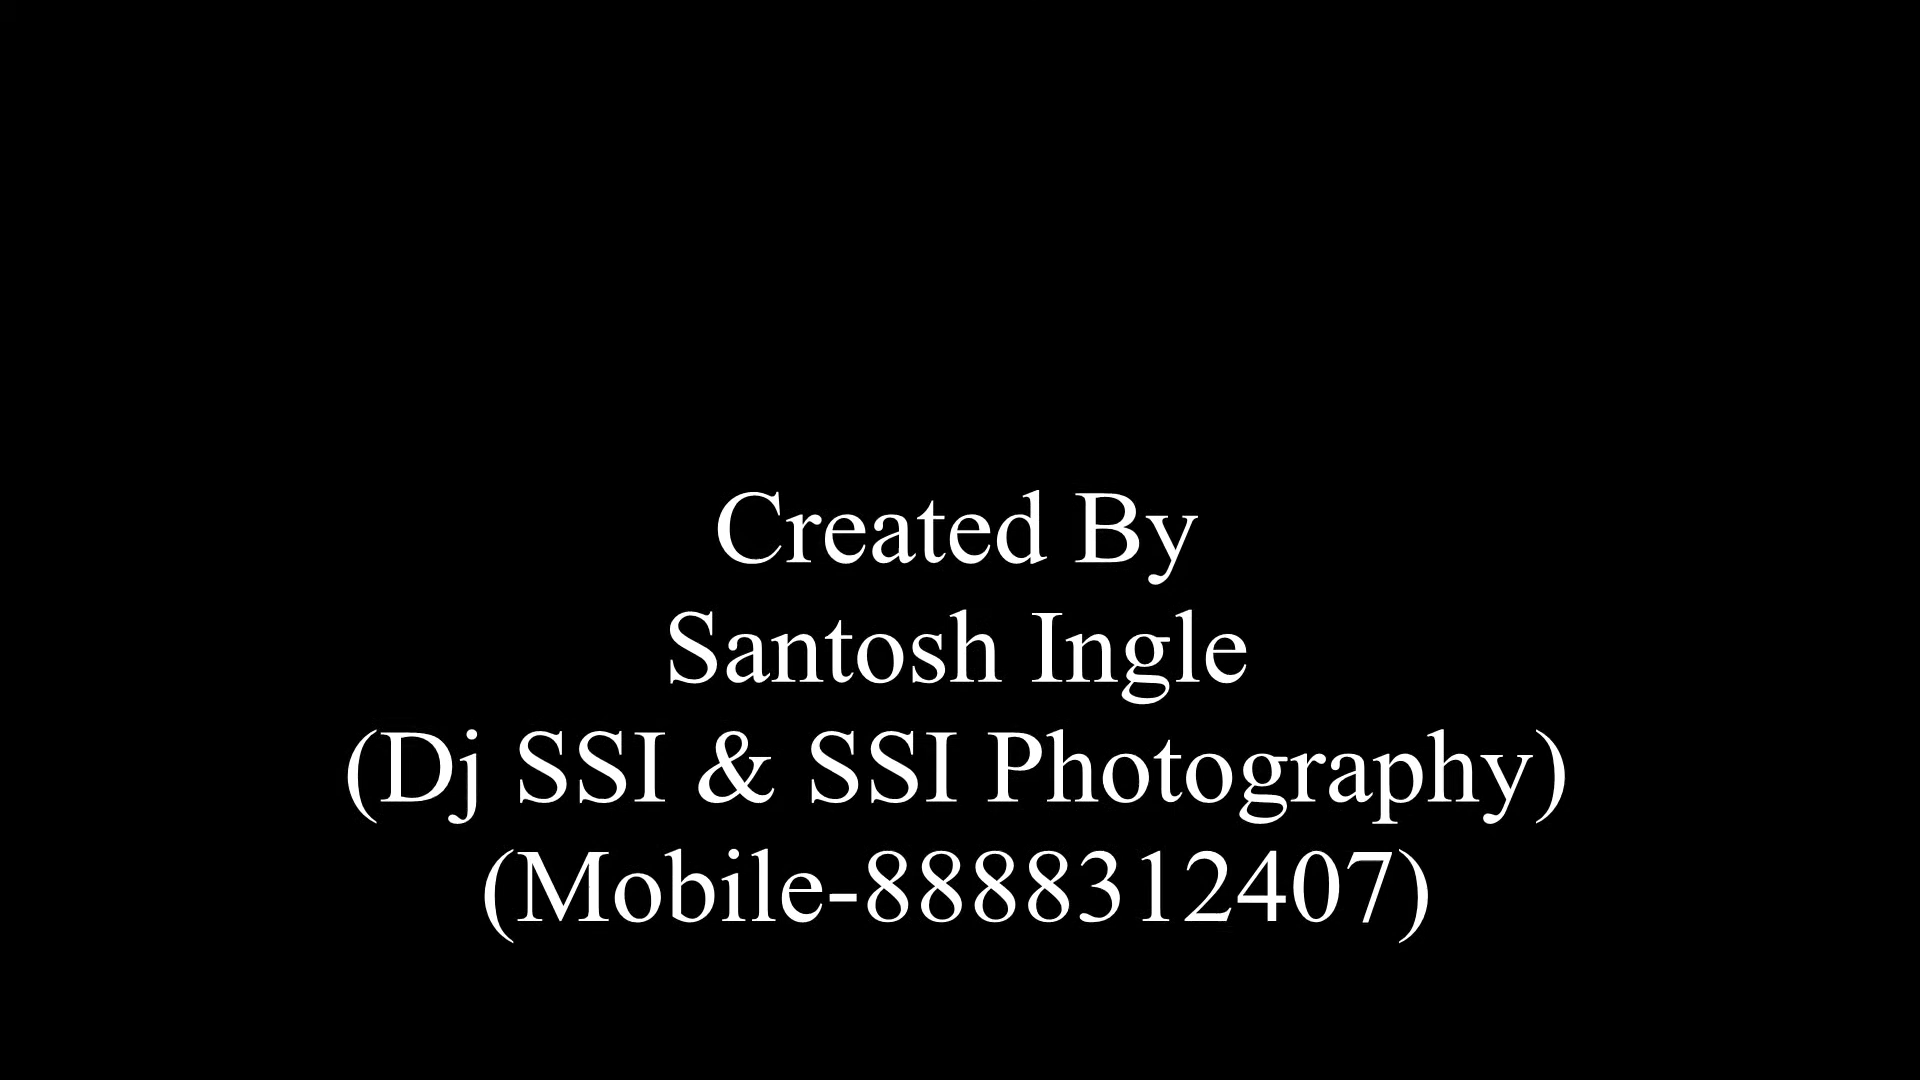 Created By
Santosh Ingle
(Dj SSI & SSI Photography)
(Mobile-8888312407)